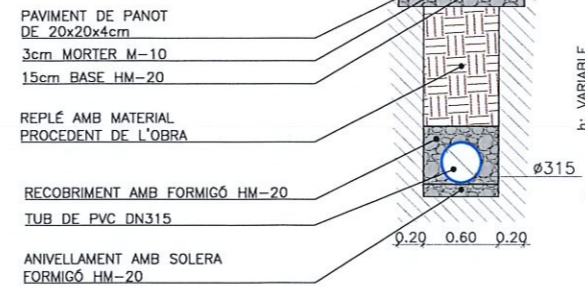 PAVIMENT DE PANOT
DE 20x20x4cm
3cm MORTER M-10
15cm BASE HM-20
REPLÉ AMB MATERIAL
PROCEDENT DE L'OBRA
h: VARIABLE
RECOBRIMENT AMB FORMIGÓ HM-20
Ø315
TUB DE PVC DN315
0.20 0.60 0.20
ANIVELLAMENT AMB SOLERA
FORMIGÓ HM-20